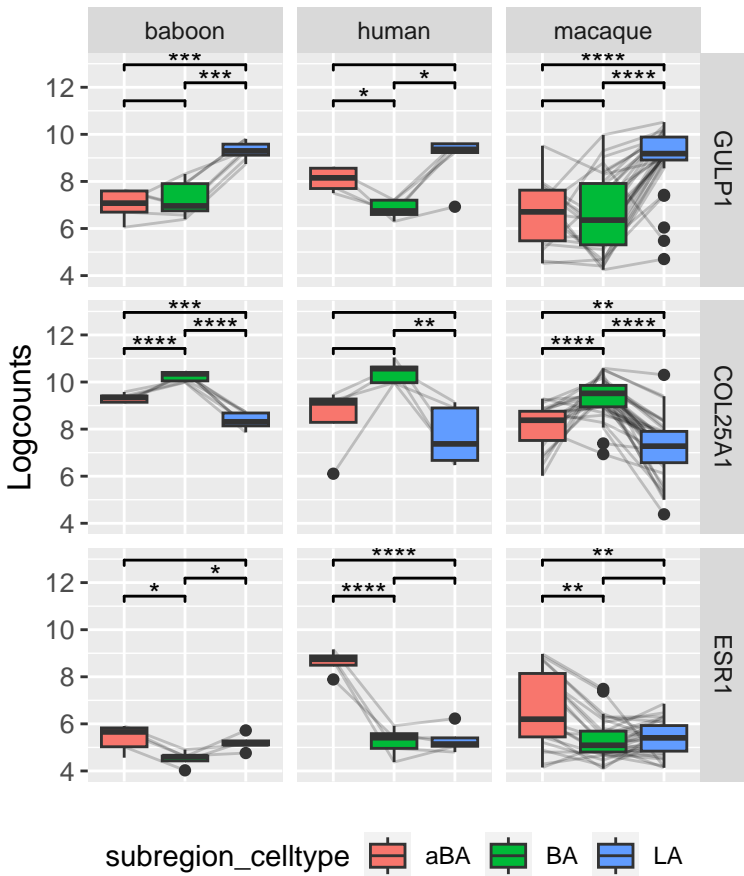 baboon human macaque
*** **** 
*** * ****
*
12
10
8
6
4
GULP1
*** **
**** ** ****
**** ****
12
10
8
6
4
COL25A1
**** **
*
* **** **
12
10
8
6
4
ESR1
Logcounts
subregion_celltype aBA BA LA